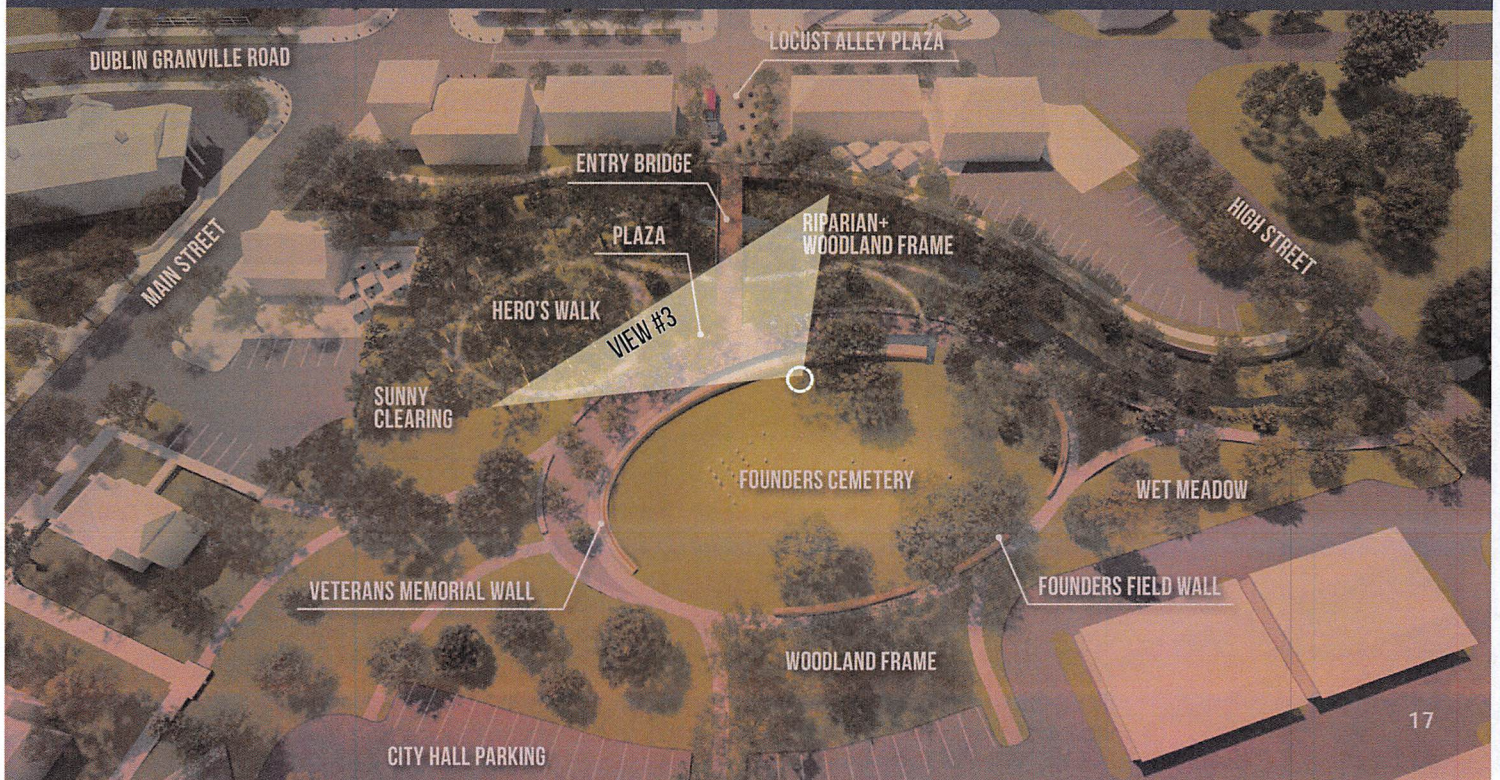 DUBLIN GRANVILLE ROAD
LOCUST ALLEY PLAZA
ENTRY BRIDGE
PLAZA
RIPARIAN+
WOODLAND FRAME
HIGH STREET
MAIN STREET
HERO'S WALK
VIEW #3
SUNNY
CLEARING
FOUNDERS CEMETERY
WET MEADOW
VETERANS MEMORIAL WALL
FOUNDERS FIELD WALL
WOODLAND FRAME
CITY HALL PARKING
17